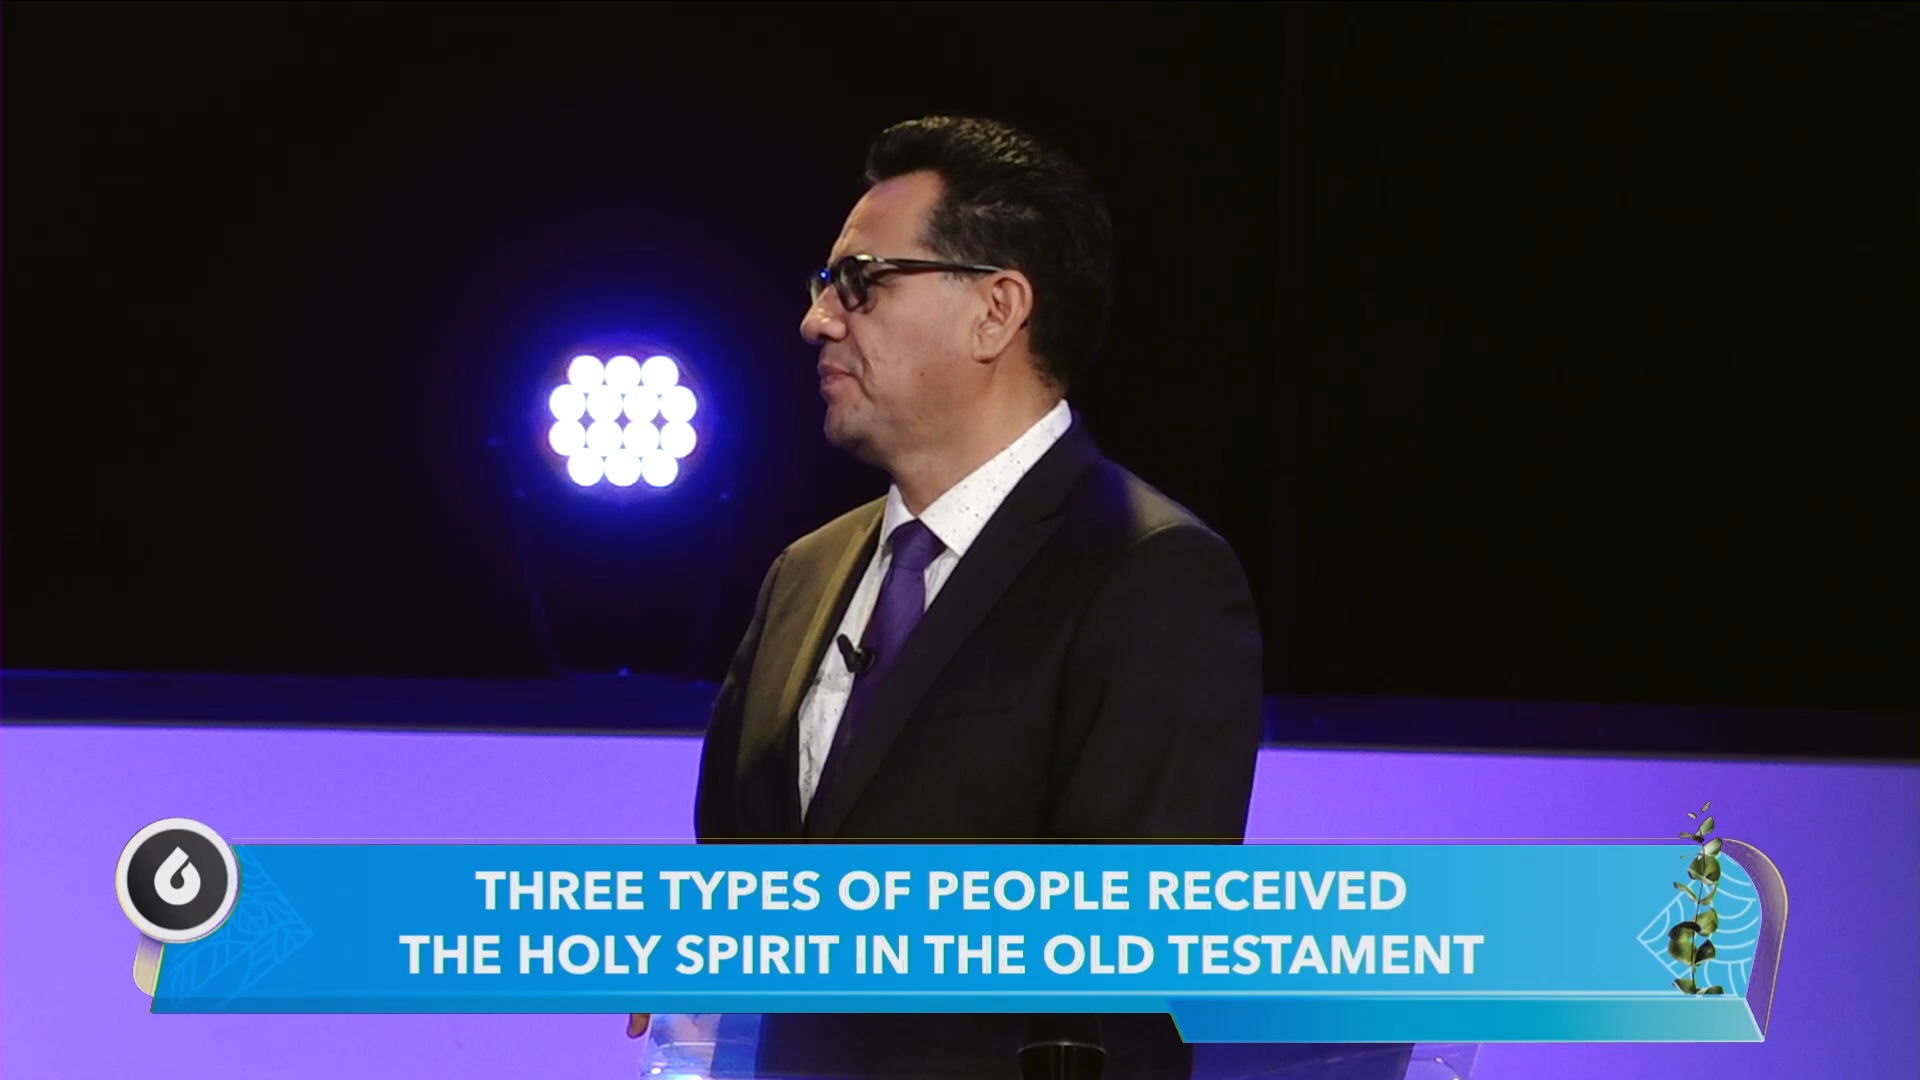 THREE TYPES OF PEOPLE RECEIVED
THE HOLY SPIRIT IN THE OLD TESTAMENT